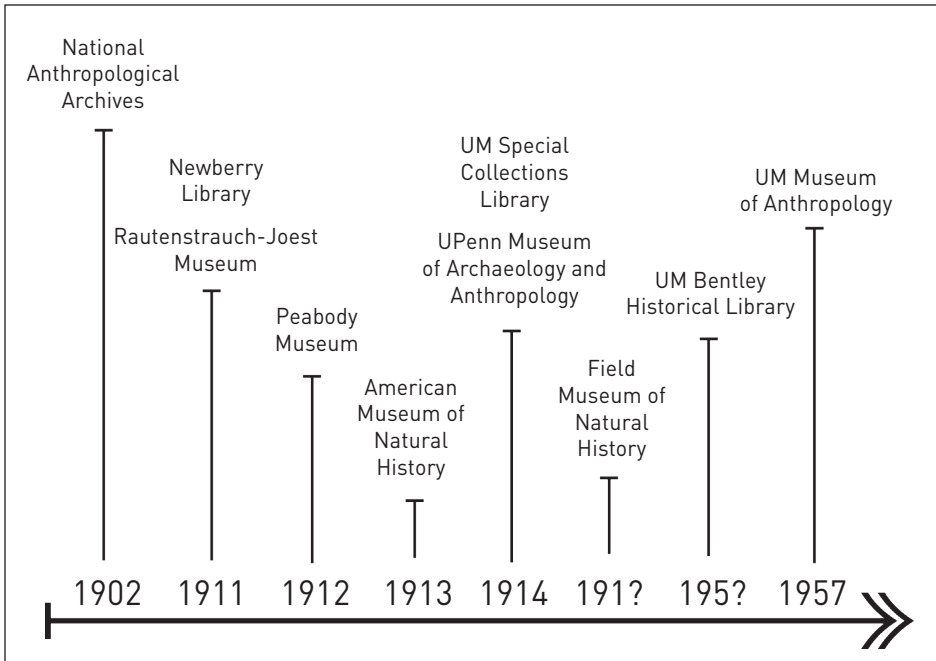 National
Anthropological
Archives
Newberry
Library
Rautenstrauch-Joest
Museum
Peabody
Museum
American
Museum of
Natural
History
UM Special
Collections
Library
UPenn Museum
of Archaeology and
Anthropology
Field
Museum of
Natural
History
UM Bentley
Historical Library
UM Museum
of Anthropology
1902 1911 1912 1913 1914 191? 195? 1957